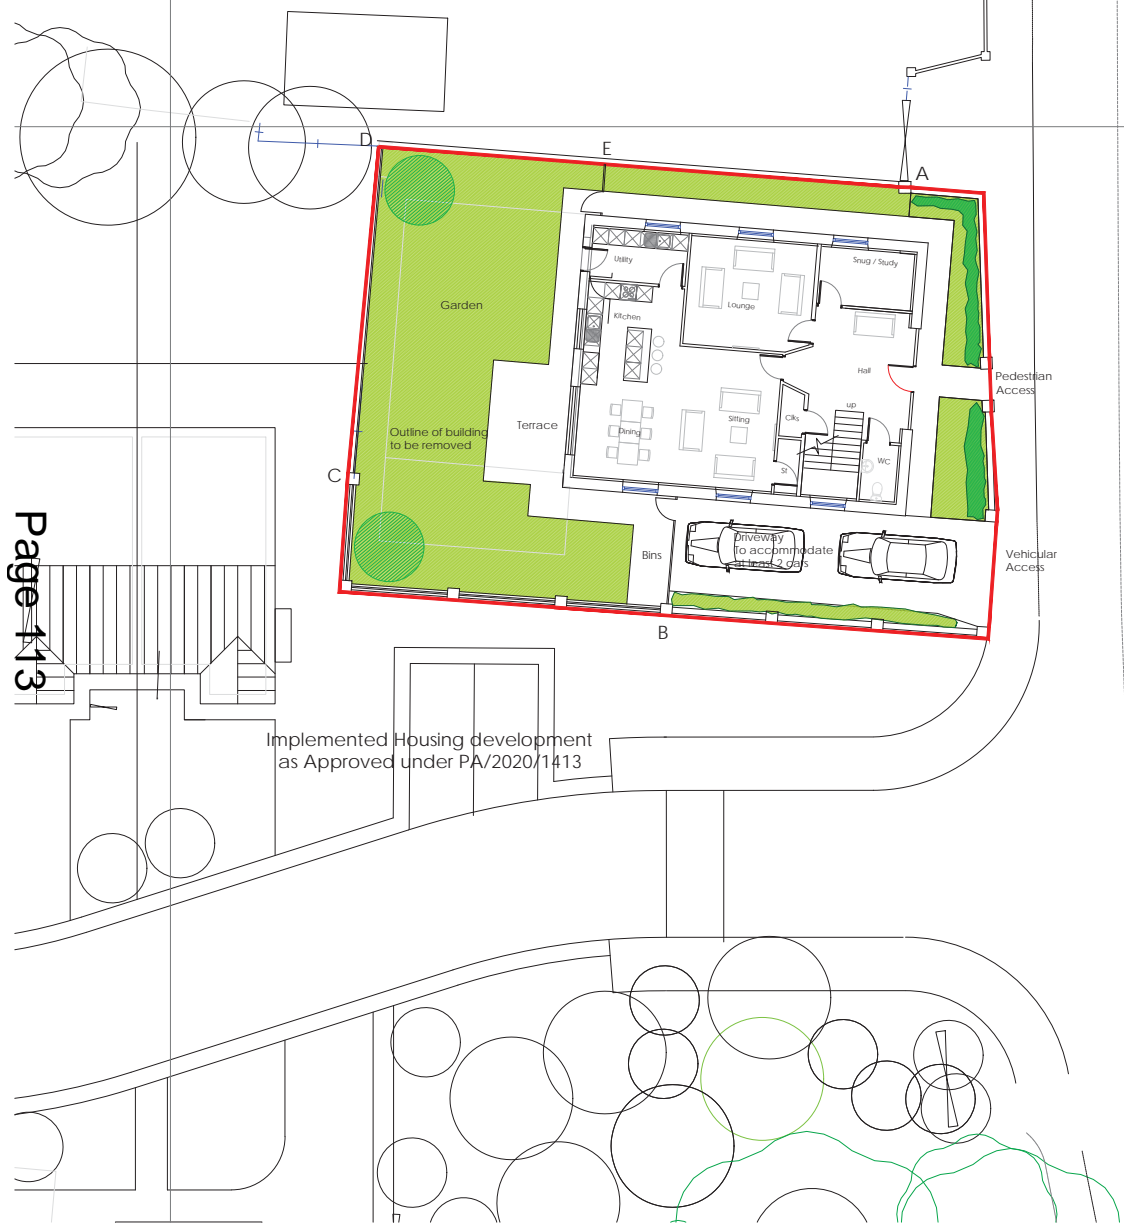 D
E
A
Utility
Snug / Study
Garden
Lounge
Kitchen
Hall
Pedestrian
Access
up
Outline of building
to be removed
Terrace
Dining
Sitting
Clks
WC
St
C
Page 113
Bins
Driveway
To accommodate
at least 2 cars
Vehicular
Access
B
Implemented Housing development
as Approved under PA/2020/1413